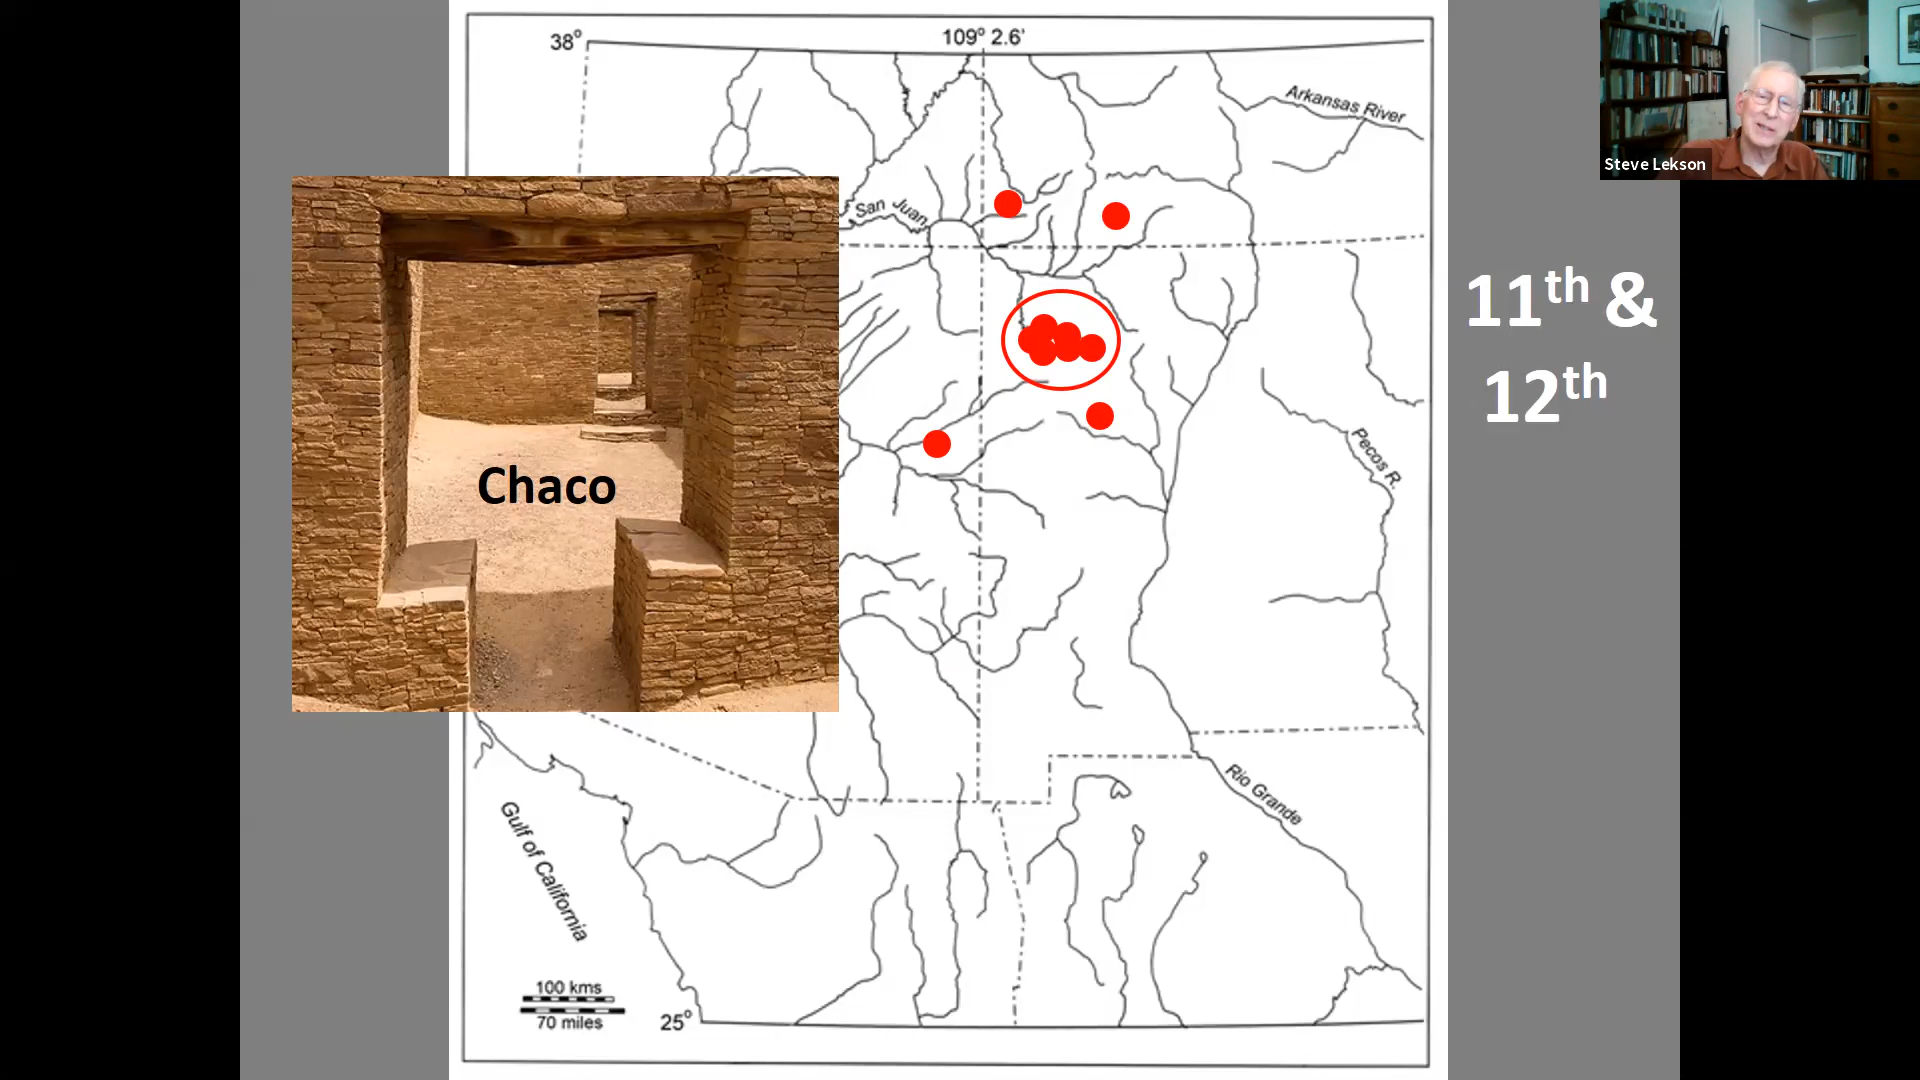 38°
109° 2.6'
Arkansas River
Steve Lekson
San Juan
11th &
12th
Chaco
Pecos R.
Rio Grande
Gulf of California
100 kms
70 miles
25°